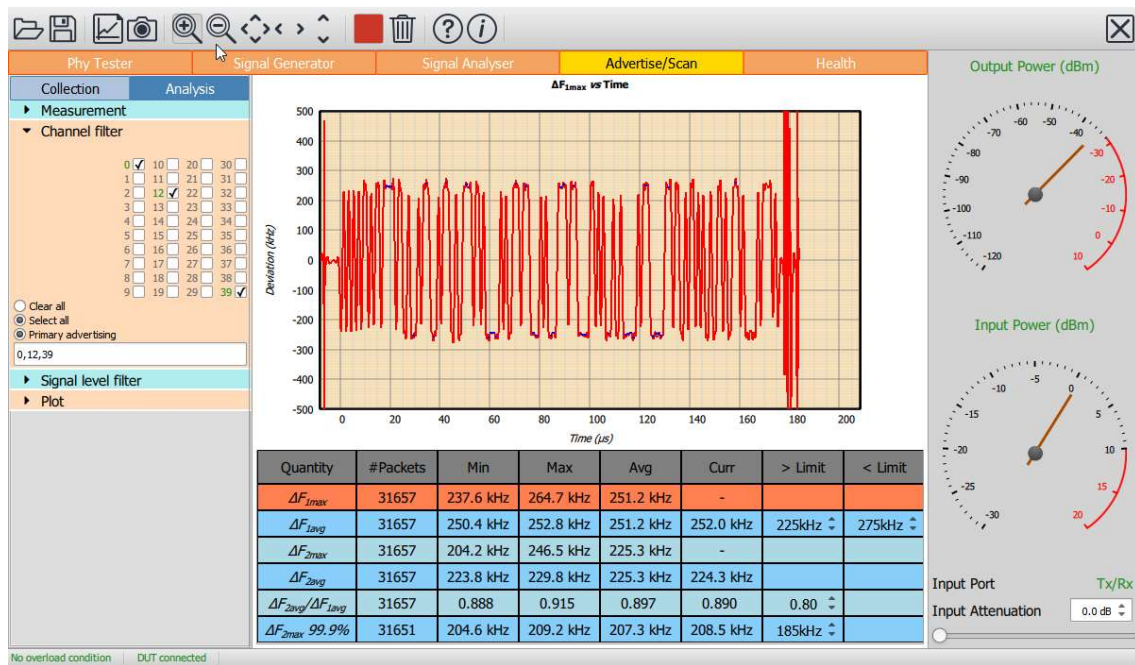 Phy Tester Signal Generator Signal Analyser Advertise/Scan Health
Collection Analysis
Measurement
Channel filter
0 10 20 30
1 11 21 31
2 12 22 32
3 13 23 33
4 14 24 34
5 15 25 35
6 16 26 36
7 17 27 37
8 18 28 38
9 19 29 39
Clear all
Select all
Primary advertising
0,12,39
Signal level filter
Plot
ΔF1max vs Time
Deviation (kHz)
500
400
300
200
100
0
-100
-200
-300
-400
-500
0 20 40 60 80 100 120 140 160 180 200
Time (μs)
Quantity #Packets Min Max Avg Curr > Limit < Limit
ΔF1max 31657 237.6 kHz 264.7 kHz 251.2 kHz -
ΔF1avg 31657 250.4 kHz 252.8 kHz 251.2 kHz 252.0 kHz 225kHz 275kHz
ΔF2max 31657 204.2 kHz 246.5 kHz 225.3 kHz -
ΔF2avg 31657 223.8 kHz 229.8 kHz 225.3 kHz 224.3 kHz
ΔF2avg/ΔF1avg 31657 0.888 0.915 0.897 0.890 0.80
ΔF2max 99.9% 31651 204.6 kHz 209.2 kHz 207.3 kHz 208.5 kHz 185kHz
Output Power (dBm)
-120 -110 -100 -90 -80 -70 -60 -50 -40 -30 -20 -10 0 10
Input Power (dBm)
-30 -25 -20 -15 -10 -5 0 5 10 15 20
Input Port Tx/Rx
Input Attenuation 0.0 dB
No overload condition DUT connected